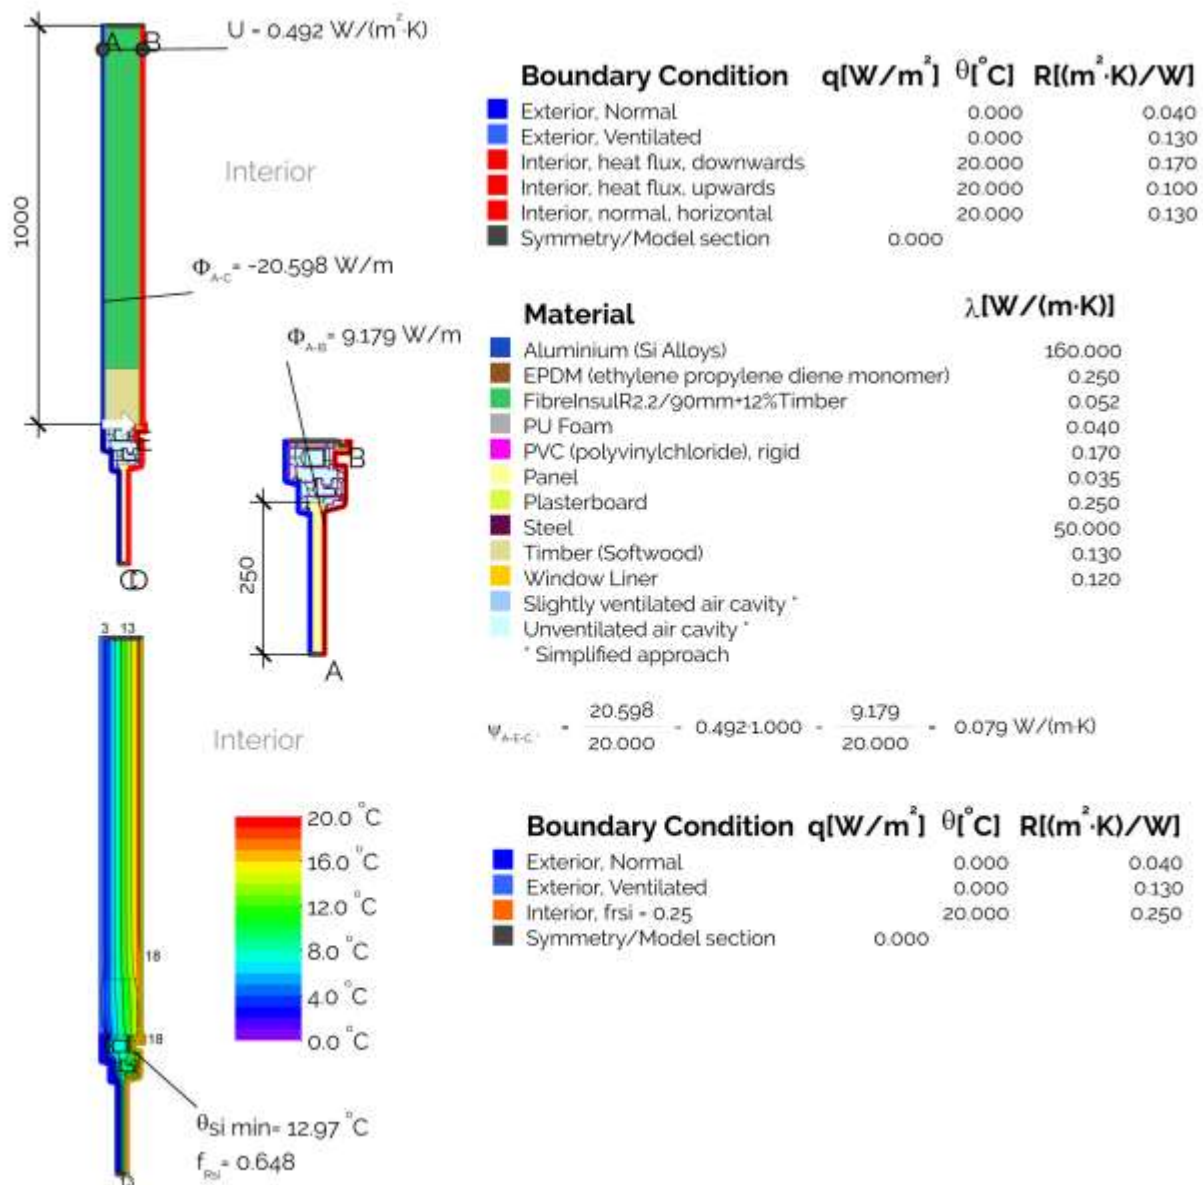 A B
U = 0.492 W/(m²·K)
1000
Interior
Φ_A-C = -20.598 W/m
Φ_A-B = 9.179 W/m
E
B
250
C D
A
Boundary Condition q[W/m²] θ[°C] R[(m²·K)/W]
Exterior, Normal 0.000 0.040
Exterior, Ventilated 0.000 0.130
Interior, heat flux, downwards 20.000 0.170
Interior, heat flux, upwards 20.000 0.100
Interior, normal, horizontal 20.000 0.130
Symmetry/Model section 0.000
Material λ[W/(m·K)]
Aluminium (Si Alloys) 160.000
EPDM (ethylene propylene diene monomer) 0.250
FibreInsulR2.2/90mm+12%Timber 0.052
PU Foam 0.040
PVC (polyvinylchloride), rigid 0.170
Panel 0.035
Plasterboard 0.250
Steel 50.000
Timber (Softwood) 0.130
Window Liner 0.120
Slightly ventilated air cavity *
Unventilated air cavity *
* Simplified approach
ψ_A-E-C = 20.598/20.000 - 0.492·1.000 - 9.179/20.000 = 0.079 W/(m·K)
3 13
Interior
20.0 °C
16.0 °C
12.0 °C
8.0 °C
4.0 °C
0.0 °C
18
18
θsi min= 12.97 °C
f_Rsi = 0.648
13
Boundary Condition q[W/m²] θ[°C] R[(m²·K)/W]
Exterior, Normal 0.000 0.040
Exterior, Ventilated 0.000 0.130
Interior, frsi = 0.25 20.000 0.250
Symmetry/Model section 0.000